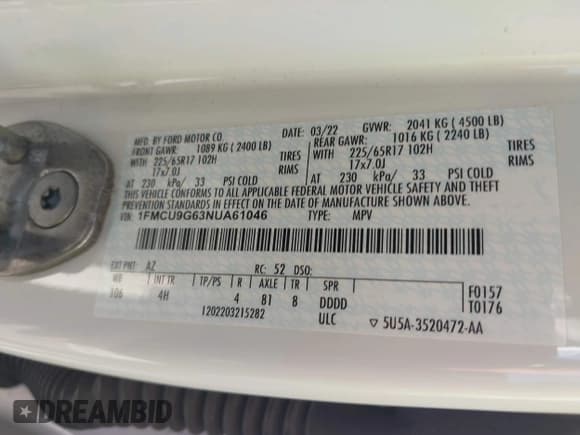 MFD. BY FORD MOTOR CO.
DATE: 03/22 GVWR: 2041 KG ( 4500 LB)
FRONT GAWR: 1089 KG ( 2400 LB)
REAR GAWR: 1016 KG ( 2240 LB)
WITH 225/65R17 102H TIRES
17x7.0J RIMS
WITH 225/65R17 102H TIRES
17x7.0J RIMS
AT 230 kPa/ 33 PSI COLD
AT 230 kPa/ 33 PSI COLD
THIS VEHICLE CONFORMS TO ALL APPLICABLE FEDERAL MOTOR VEHICLE SAFETY AND THEFT
PREVENTION STANDARDS IN EFFECT ON THE DATE OF MANUFACTURE SHOWN ABOVE.
VIN: 1FMCU9G63NUA61046
TYPE: MPV
EXT PNT: AZ RC: 52 DSO:
WB INT TR TP/PS R AXLE TR SPR
106 4H 4 81 8 DDDD
F0157
T0176
1202203215282 ULC
▽ 5U5A-3520472-AA
DREAMBID